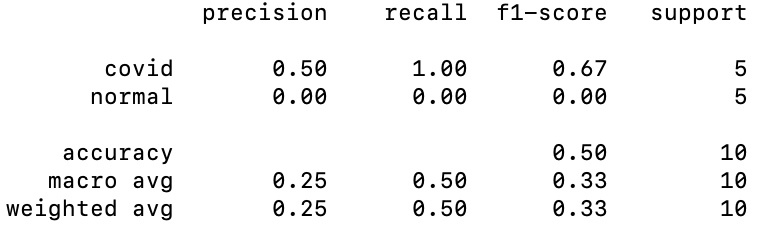 precision recall f1-score support
covid 0.50 1.00 0.67 5
normal 0.00 0.00 0.00 5
accuracy 0.50 10
macro avg 0.25 0.50 0.33 10
weighted avg 0.25 0.50 0.33 10